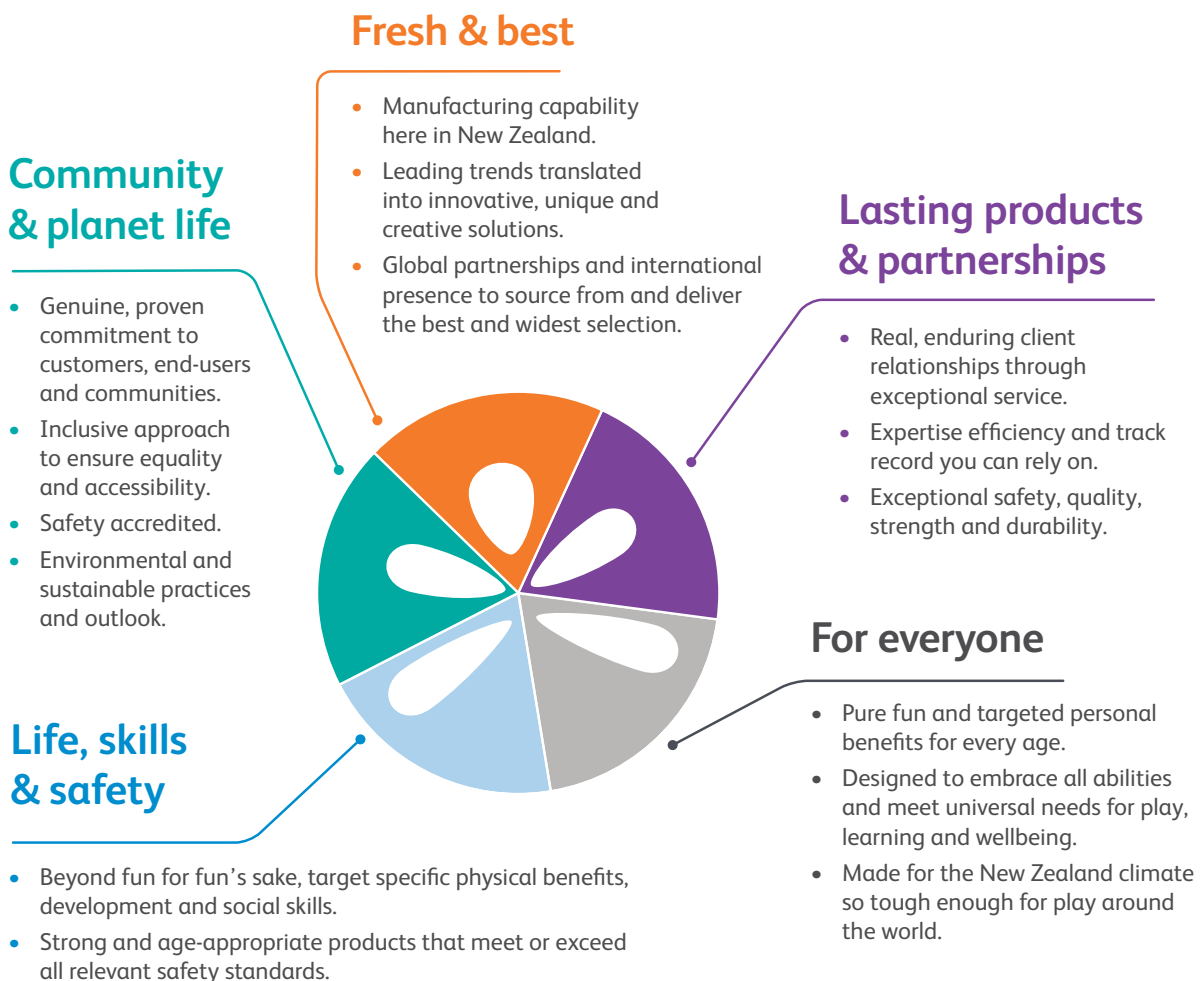 Fresh & best
• Manufacturing capability
here in New Zealand.
• Leading trends translated
into innovative, unique and
creative solutions.
• Global partnerships and international
presence to source from and deliver
the best and widest selection.
Community
& planet life
• Genuine, proven
commitment to
customers, end-users
and communities.
• Inclusive approach
to ensure equality
and accessibility.
• Safety accredited.
• Environmental and
sustainable practices
and outlook.
Lasting products
& partnerships
• Real, enduring client
relationships through
exceptional service.
• Expertise efficiency and track
record you can rely on.
• Exceptional safety, quality,
strength and durability.
For everyone
• Pure fun and targeted personal
benefits for every age.
• Designed to embrace all abilities
and meet universal needs for play,
learning and wellbeing.
• Made for the New Zealand climate
so tough enough for play around
the world.
Life, skills
& safety
• Beyond fun for fun’s sake, target specific physical benefits,
development and social skills.
• Strong and age-appropriate products that meet or exceed
all relevant safety standards.